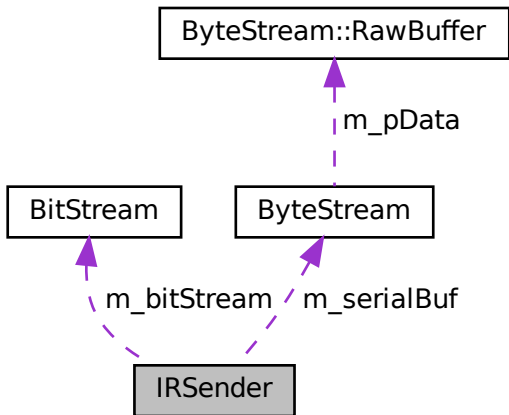 ByteStream::RawBuffer
m_pData
BitStream
ByteStream
m_bitStream
m_serialBuf
IRSender